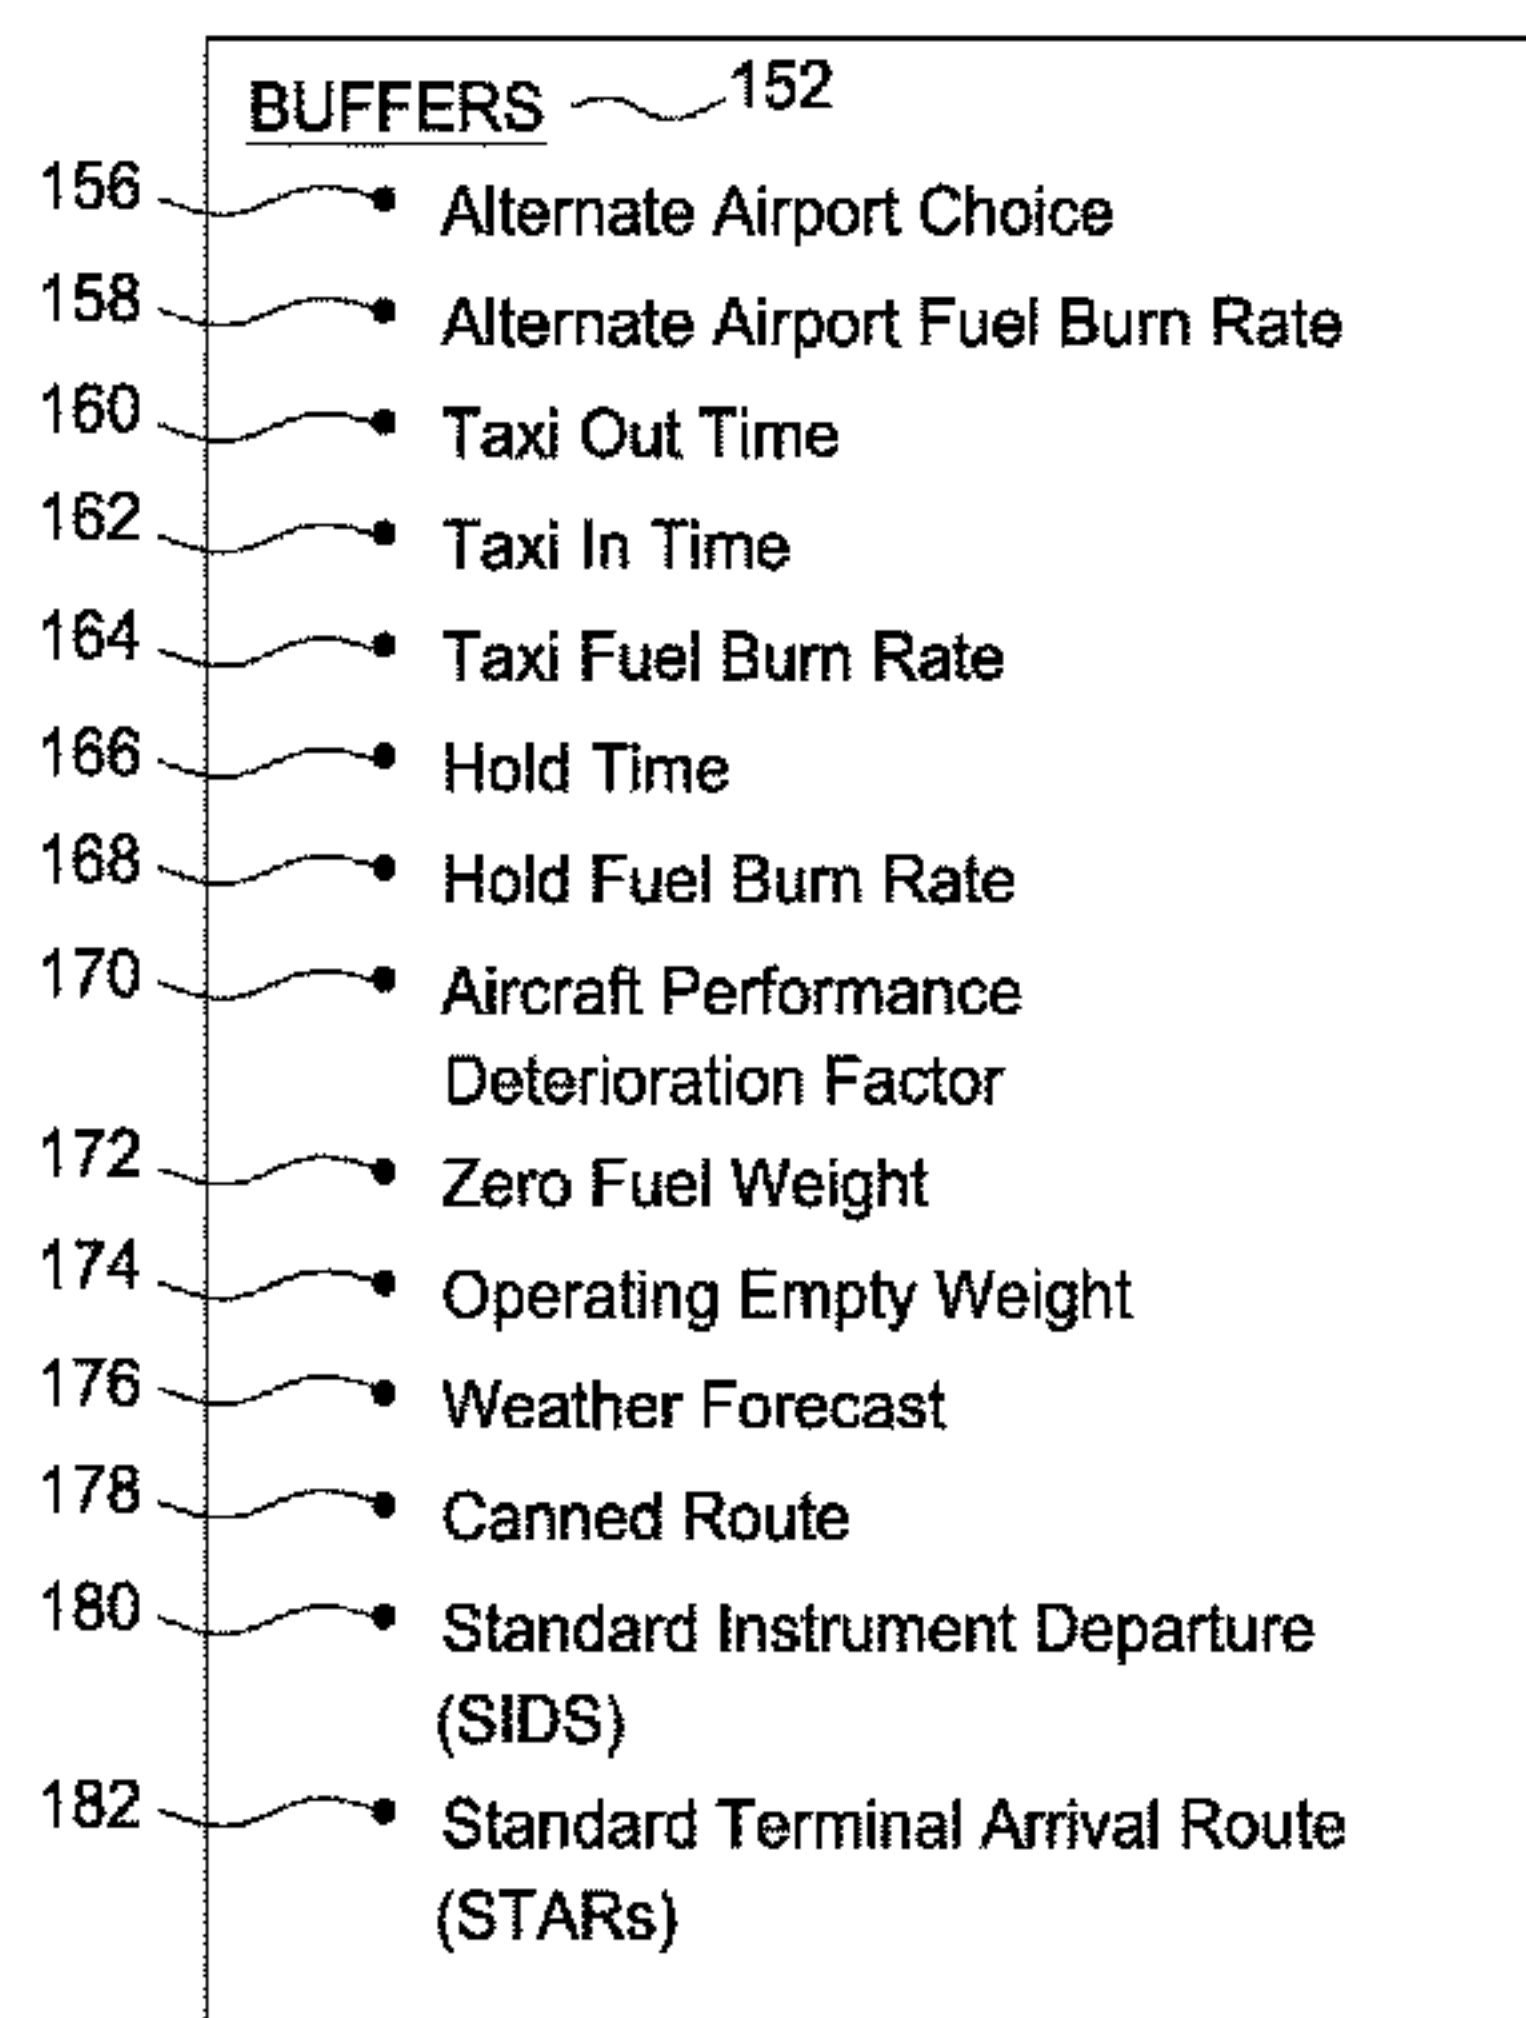 BUFFERS 152
156 Alternate Airport Choice
158 Alternate Airport Fuel Burn Rate
160 Taxi Out Time
162 Taxi In Time
164 Taxi Fuel Burn Rate
166 Hold Time
168 Hold Fuel Burn Rate
170 Aircraft Performance
Deterioration Factor
172 Zero Fuel Weight
174 Operating Empty Weight
176 Weather Forecast
178 Canned Route
180 Standard Instrument Departure
(SIDS)
182 Standard Terminal Arrival Route
(STARs)